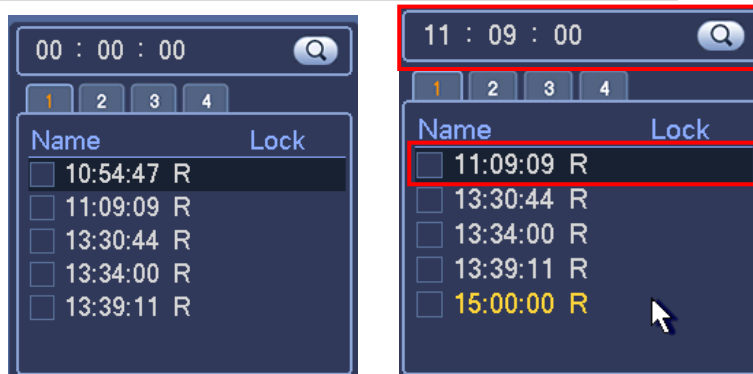 00 : 00 : 00
1 2 3 4
Name Lock
10:54:47 R
11:09:09 R
13:30:44 R
13:34:00 R
13:39:11 R
11 : 09 : 00
1 2 3 4
Name Lock
11:09:09 R
13:30:44 R
13:34:00 R
13:39:11 R
15:00:00 R